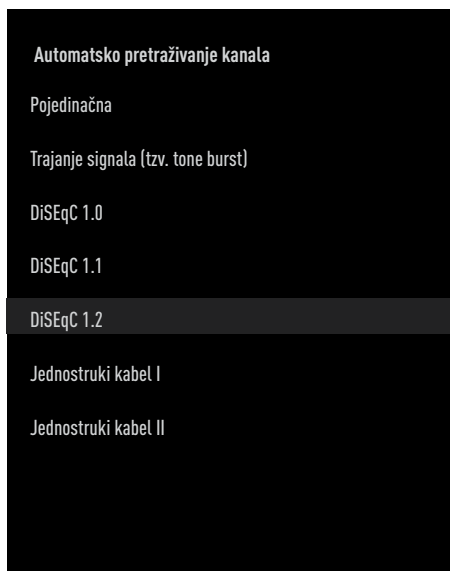 Automatsko pretraživanje kanala
Pojedinačna
Trajanje signala (tzv. tone burst)
DiSEqC 1.0
DiSEqC 1.1
DiSEqC 1.2
Jednostruki kabel I
Jednostruki kabel II